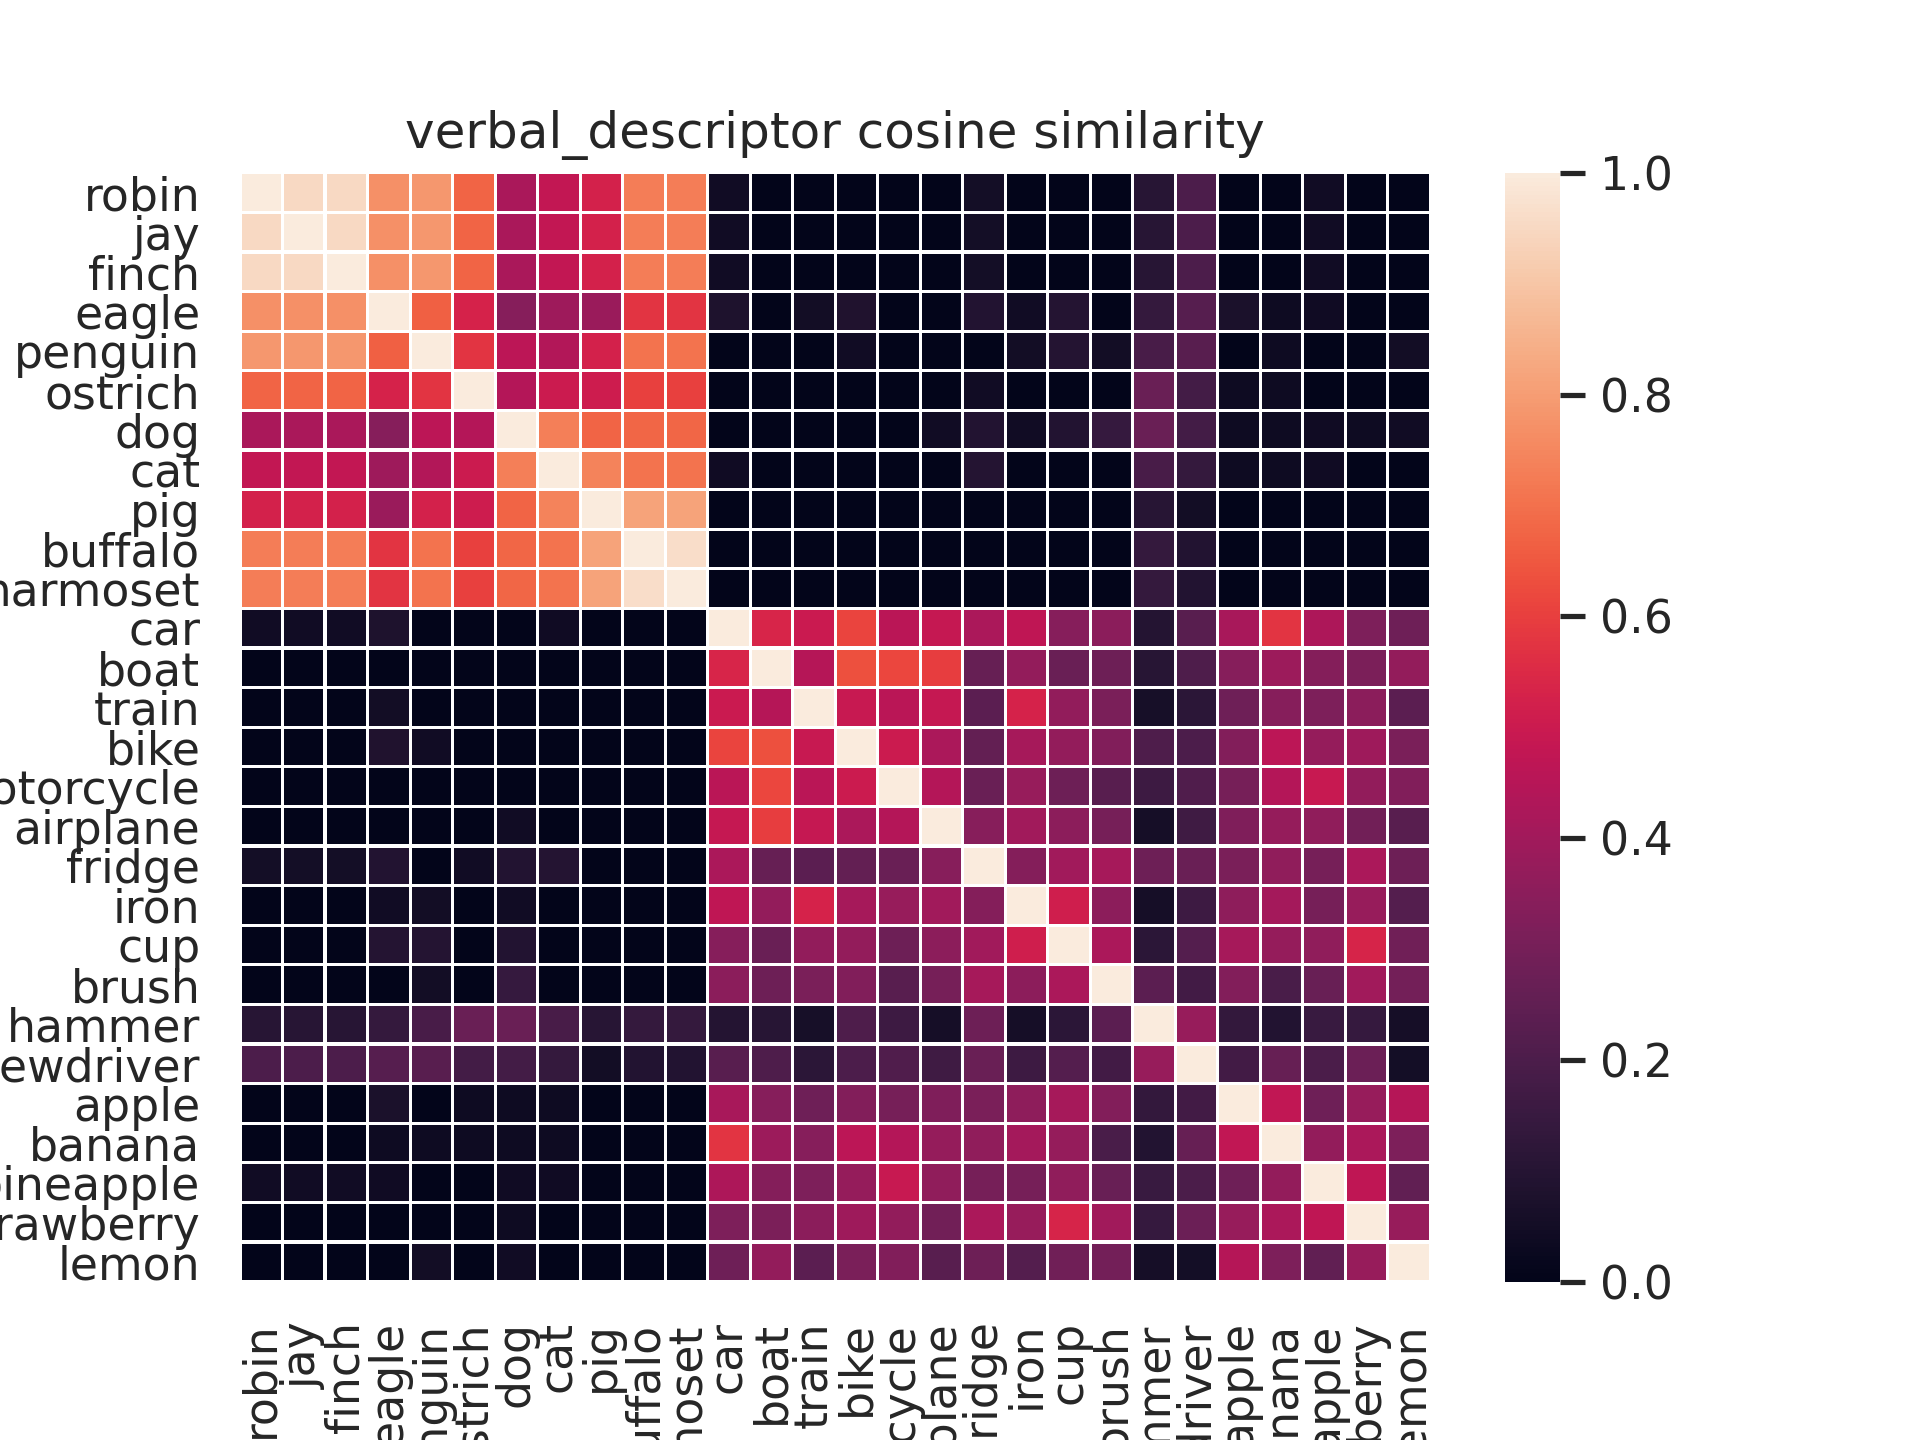 verbal_descriptor cosine similarity
robin
jay
finch
eagle
penguin
ostrich
dog
cat
pig
buffalo
armoset
car
boat
train
bike
torcycle
airplane
fridge
iron
cup
brush
hammer
ewdriver
apple
banana
ineapple
rawberry
lemon
1.0
0.8
0.6
0.4
0.2
0.0
robin
jay
finch
eagle
nguin
strich
dog
cat
pig
uffalo
noset
car
boat
train
bike
cycle
plane
ridge
iron
cup
brush
nmer
driver
apple
nana
apple
berry
emon